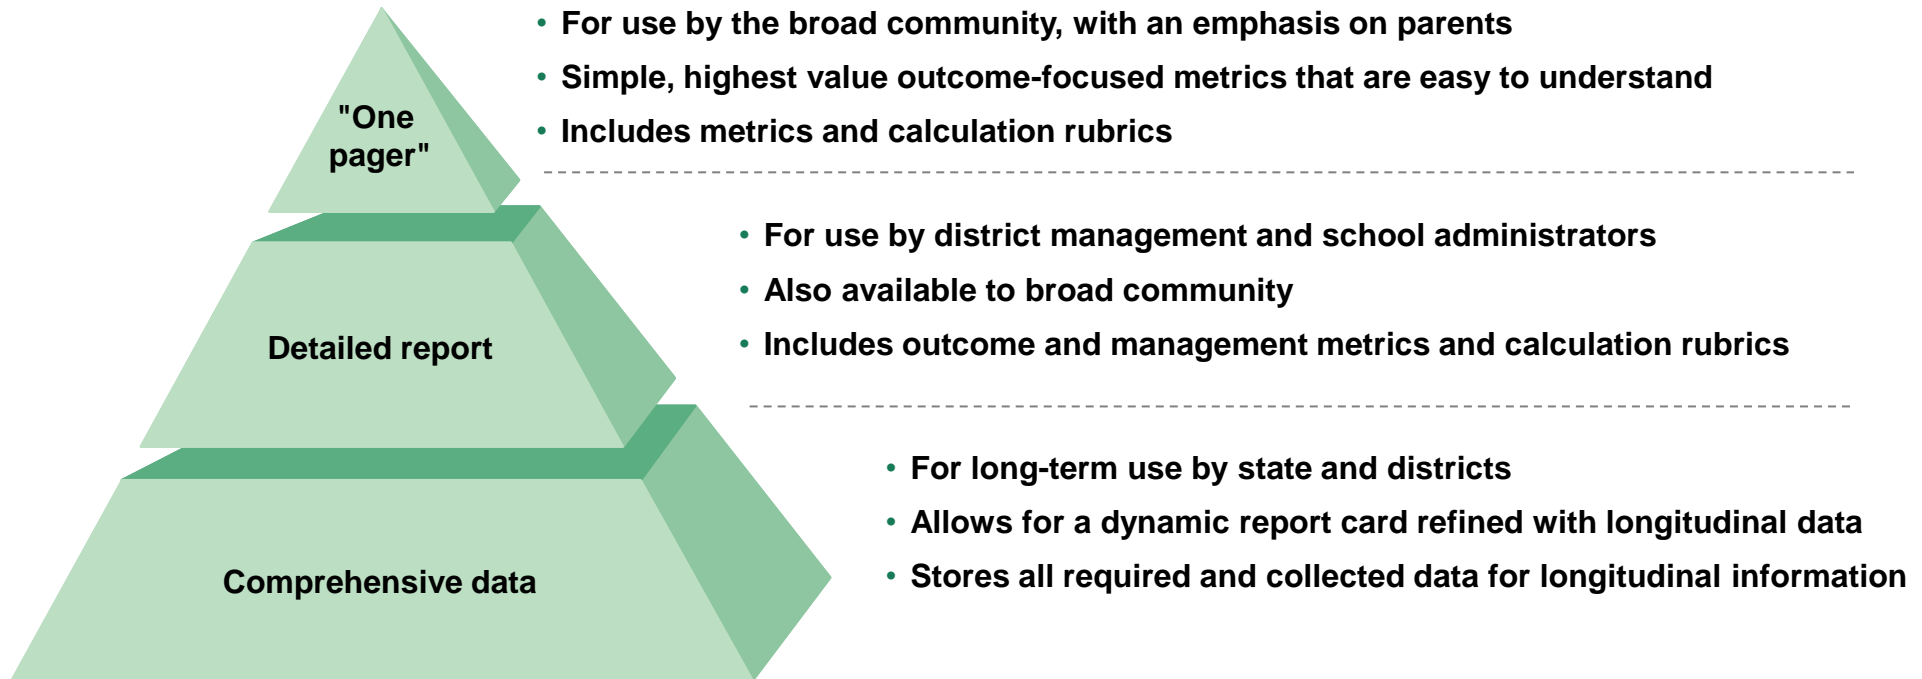 "One
pager"
• For use by the broad community, with an emphasis on parents
• Simple, highest value outcome-focused metrics that are easy to understand
• Includes metrics and calculation rubrics
Detailed report
• For use by district management and school administrators
• Also available to broad community
• Includes outcome and management metrics and calculation rubrics
Comprehensive data
• For long-term use by state and districts
• Allows for a dynamic report card refined with longitudinal data
• Stores all required and collected data for longitudinal information